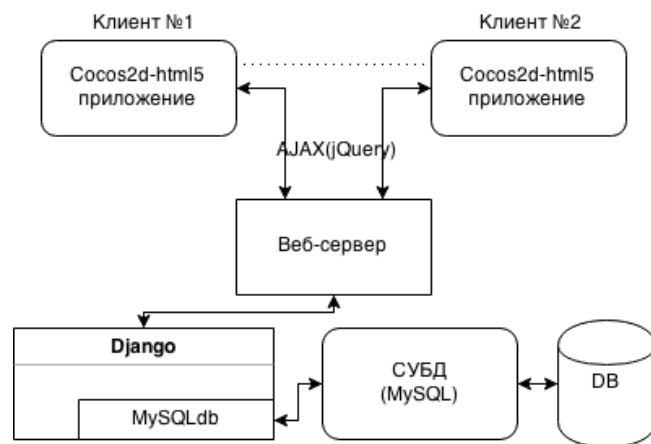 Клиент №1
Клиент №2
Cocos2d-html5
приложение
Cocos2d-html5
приложение
AJAX(jQuery)
Веб-сервер
Django
MySQLdb
СУБД
(MySQL)
DB